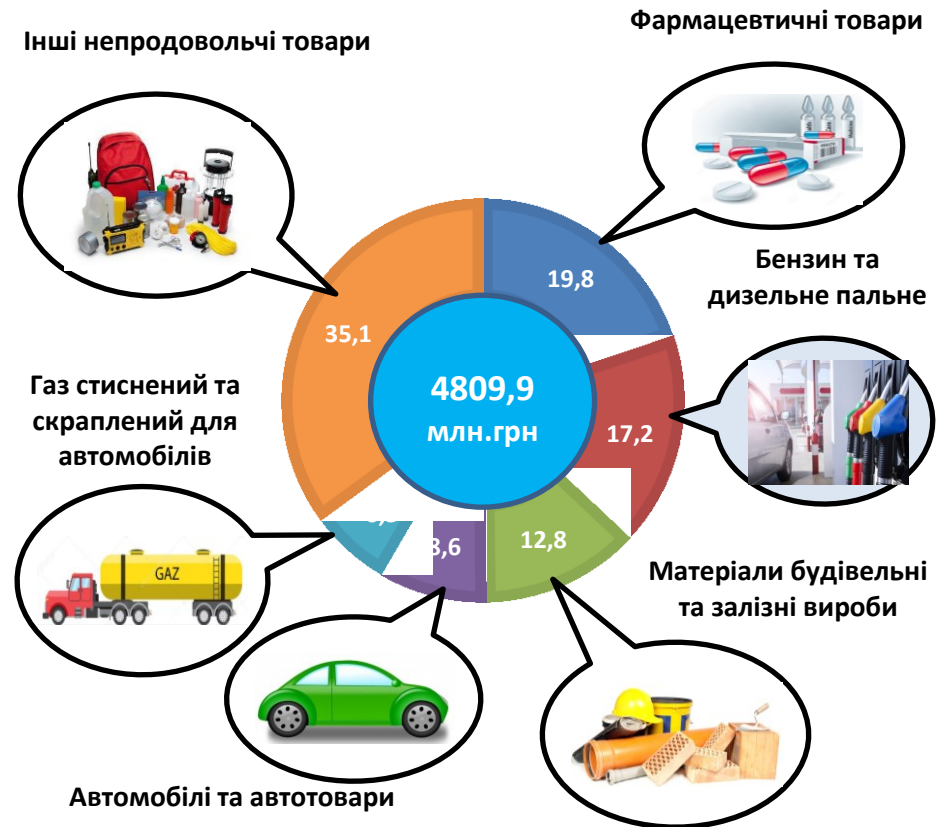 Фармацевтичні товари
Інші непродовольчі товари
Бензин та
дизельне пальне
19,8
35,1
4809,9
млн.грн
17,2
Газ стиснений та
скраплений для
автомобілів
12,8
GAZ
Матеріали будівельні
та залізні вироби
Автомобілі та автотовари